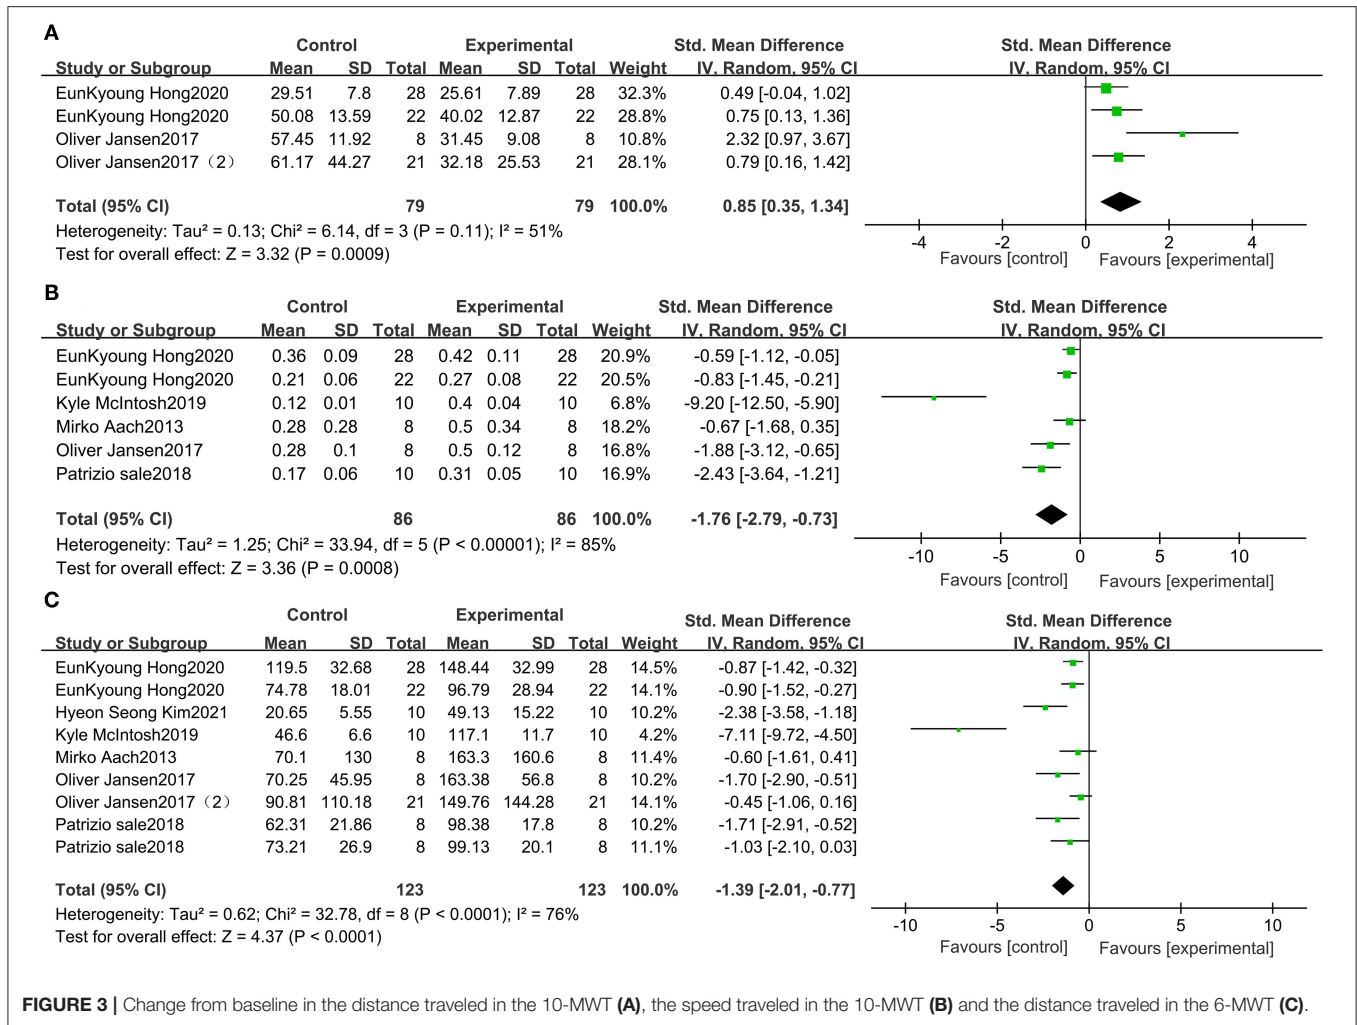 A
Control Experimental Std. Mean Difference Std. Mean Difference
Study or Subgroup Mean SD Total Mean SD Total Weight IV, Random, 95% CI IV, Random, 95% CI
EunKyoung Hong2020 29.51 7.8 28 25.61 7.89 28 32.3% 0.49 [-0.04, 1.02]
EunKyoung Hong2020 50.08 13.59 22 40.02 12.87 22 28.8% 0.75 [0.13, 1.36]
Oliver Jansen2017 57.45 11.92 8 31.45 9.08 8 10.8% 2.32 [0.97, 3.67]
Oliver Jansen2017（2） 61.17 44.27 21 32.18 25.53 21 28.1% 0.79 [0.16, 1.42]
Total (95% CI) 79 79 100.0% 0.85 [0.35, 1.34]
Heterogeneity: Tau² = 0.13; Chi² = 6.14, df = 3 (P = 0.11); I² = 51%
Test for overall effect: Z = 3.32 (P = 0.0009)
-4 -2 0 2 4
Favours [control] Favours [experimental]
B
Control Experimental Std. Mean Difference Std. Mean Difference
Study or Subgroup Mean SD Total Mean SD Total Weight IV, Random, 95% CI IV, Random, 95% CI
EunKyoung Hong2020 0.36 0.09 28 0.42 0.11 28 20.9% -0.59 [-1.12, -0.05]
EunKyoung Hong2020 0.21 0.06 22 0.27 0.08 22 20.5% -0.83 [-1.45, -0.21]
Kyle McIntosh2019 0.12 0.01 10 0.4 0.04 10 6.8% -9.20 [-12.50, -5.90]
Mirko Aach2013 0.28 0.28 8 0.5 0.34 8 18.2% -0.67 [-1.68, 0.35]
Oliver Jansen2017 0.28 0.1 8 0.5 0.12 8 16.8% -1.88 [-3.12, -0.65]
Patrizio sale2018 0.17 0.06 10 0.31 0.05 10 16.9% -2.43 [-3.64, -1.21]
Total (95% CI) 86 86 100.0% -1.76 [-2.79, -0.73]
Heterogeneity: Tau² = 1.25; Chi² = 33.94, df = 5 (P < 0.00001); I² = 85%
Test for overall effect: Z = 3.36 (P = 0.0008)
-10 -5 0 5 10
Favours [control] Favours [experimental]
C
Control Experimental Std. Mean Difference Std. Mean Difference
Study or Subgroup Mean SD Total Mean SD Total Weight IV, Random, 95% CI IV, Random, 95% CI
EunKyoung Hong2020 119.5 32.68 28 148.44 32.99 28 14.5% -0.87 [-1.42, -0.32]
EunKyoung Hong2020 74.78 18.01 22 96.79 28.94 22 14.1% -0.90 [-1.52, -0.27]
Hyeon Seong Kim2021 20.65 5.55 10 49.13 15.22 10 10.2% -2.38 [-3.58, -1.18]
Kyle McIntosh2019 46.6 6.6 10 117.1 11.7 10 4.2% -7.11 [-9.72, -4.50]
Mirko Aach2013 70.1 130 8 163.3 160.6 8 11.4% -0.60 [-1.61, 0.41]
Oliver Jansen2017 70.25 45.95 8 163.38 56.8 8 10.2% -1.70 [-2.90, -0.51]
Oliver Jansen2017（2） 90.81 110.18 21 149.76 144.28 21 14.1% -0.45 [-1.06, 0.16]
Patrizio sale2018 62.31 21.86 8 98.38 17.8 8 10.2% -1.71 [-2.91, -0.52]
Patrizio sale2018 73.21 26.9 8 99.13 20.1 8 11.1% -1.03 [-2.10, 0.03]
Total (95% CI) 123 123 100.0% -1.39 [-2.01, -0.77]
Heterogeneity: Tau² = 0.62; Chi² = 32.78, df = 8 (P < 0.0001); I² = 76%
Test for overall effect: Z = 4.37 (P < 0.0001)
-10 -5 0 5 10
Favours [control] Favours [experimental]
FIGURE 3 | Change from baseline in the distance traveled in the 10-MWT (A), the speed traveled in the 10-MWT (B) and the distance traveled in the 6-MWT (C).